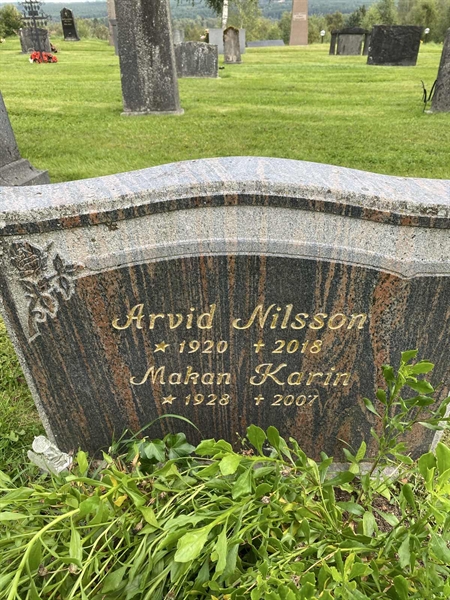 Arvid Nilsson
★ 1920 ✝ 2018
Makan Karin
★ 1928 ✝ 2007